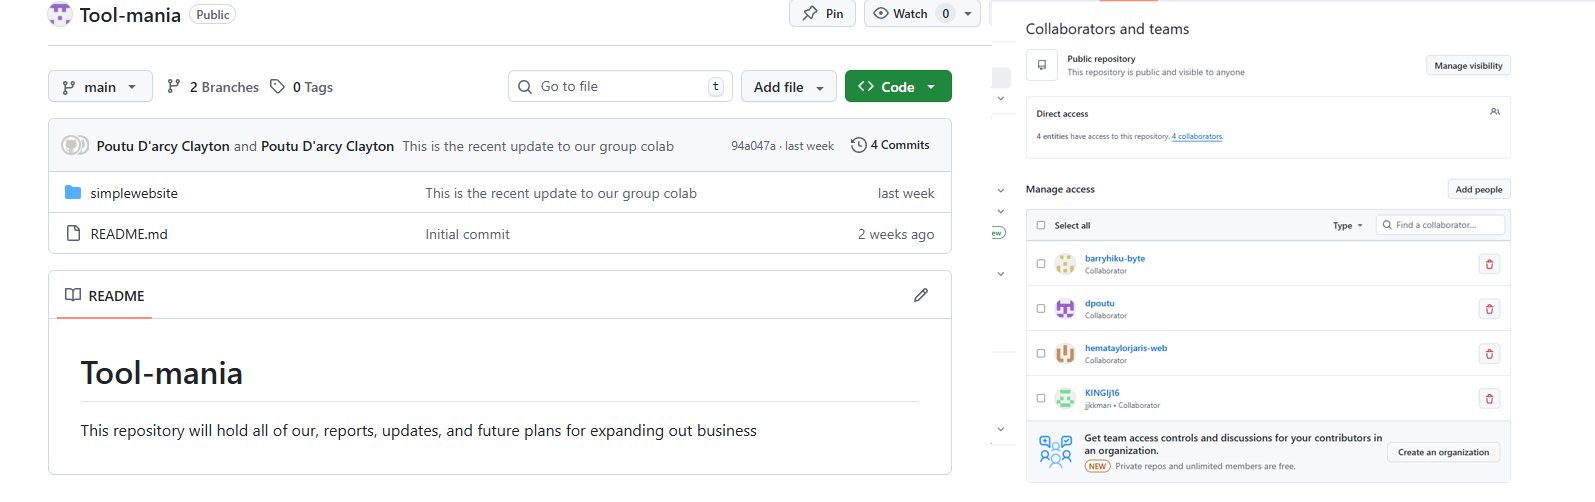 Tool-mania Public
Pin
Watch 0
main
2 Branches
0 Tags
Go to file t
Add file
Code
Poutu D'arcy Clayton and Poutu D'arcy Clayton This is the recent update to our group colab 94a047a · last week 4 Commits
simplewebsite This is the recent update to our group colab last week
README.md Initial commit 2 weeks ago
README
Tool-mania
This repository will hold all of our, reports, updates, and future plans for expanding out business
Collaborators and teams
Public repository
This repository is public and visible to anyone
Manage visibility
Direct access
4 entities have access to this repository. 4 collaborators.
Manage access
Add people
Select all
Type
Find a collaborator...
barryhiku-byte
Collaborator
dpoutu
Collaborator
hemataylorjaris-web
Collaborator
KINGlj16
jjkkmari • Collaborator
Get team access controls and discussions for your contributors in
an organization.
NEW Private repos and unlimited members are free.
Create an organization